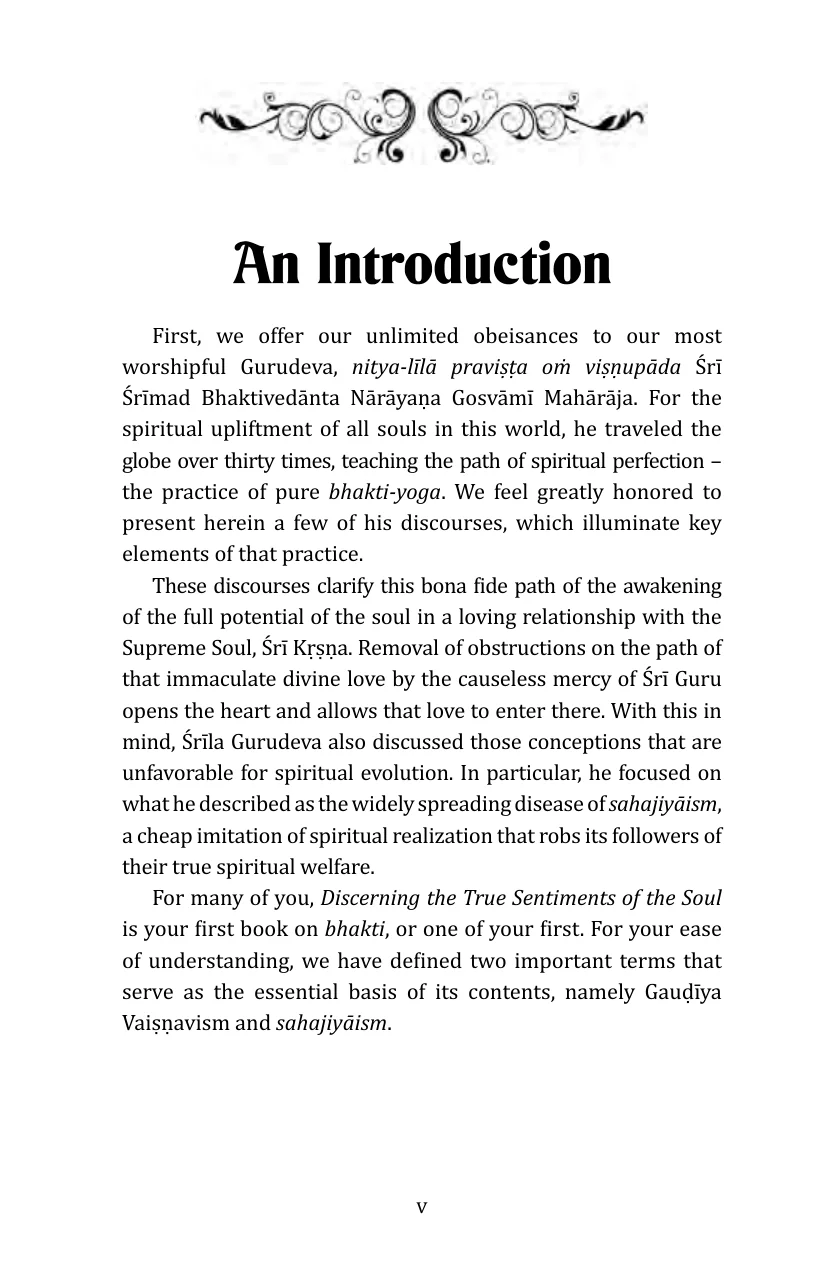 An Introduction
First, we offer our unlimited obeisances to our most
worshipful Gurudeva, nitya-līlā praviṣṭa oṁ viṣṇupāda Śrī
Śrīmad Bhaktivedānta Nārāyaṇa Gosvāmī Mahārāja. For the
spiritual upliftment of all souls in this world, he traveled the
globe over thirty times, teaching the path of spiritual perfection –
the practice of pure bhakti-yoga. We feel greatly honored to
present herein a few of his discourses, which illuminate key
elements of that practice.
These discourses clarify this bona fide path of the awakening
of the full potential of the soul in a loving relationship with the
Supreme Soul, Śrī Kṛṣṇa. Removal of obstructions on the path of
that immaculate divine love by the causeless mercy of Śrī Guru
opens the heart and allows that love to enter there. With this in
mind, Śrīla Gurudeva also discussed those conceptions that are
unfavorable for spiritual evolution. In particular, he focused on
what he described as the widely spreading disease of sahajiyāism,
a cheap imitation of spiritual realization that robs its followers of
their true spiritual welfare.
For many of you, Discerning the True Sentiments of the Soul
is your first book on bhakti, or one of your first. For your ease
of understanding, we have defined two important terms that
serve as the essential basis of its contents, namely Gauḍīya
Vaiṣṇavism and sahajiyāism.
v